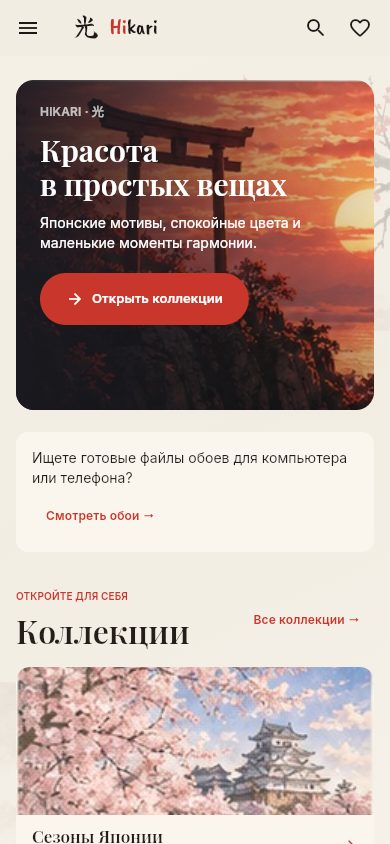 光 Hikari
HIKARI · 光
Красота
в простых вещах
Японские мотивы, спокойные цвета и
маленькие моменты гармонии.
→ Открыть коллекции
Ищете готовые файлы обоев для компьютера
или телефона?
Смотреть обои →
ОТКРОЙТЕ ДЛЯ СЕБЯ
Коллекции
Все коллекции →
Сезоны Японии